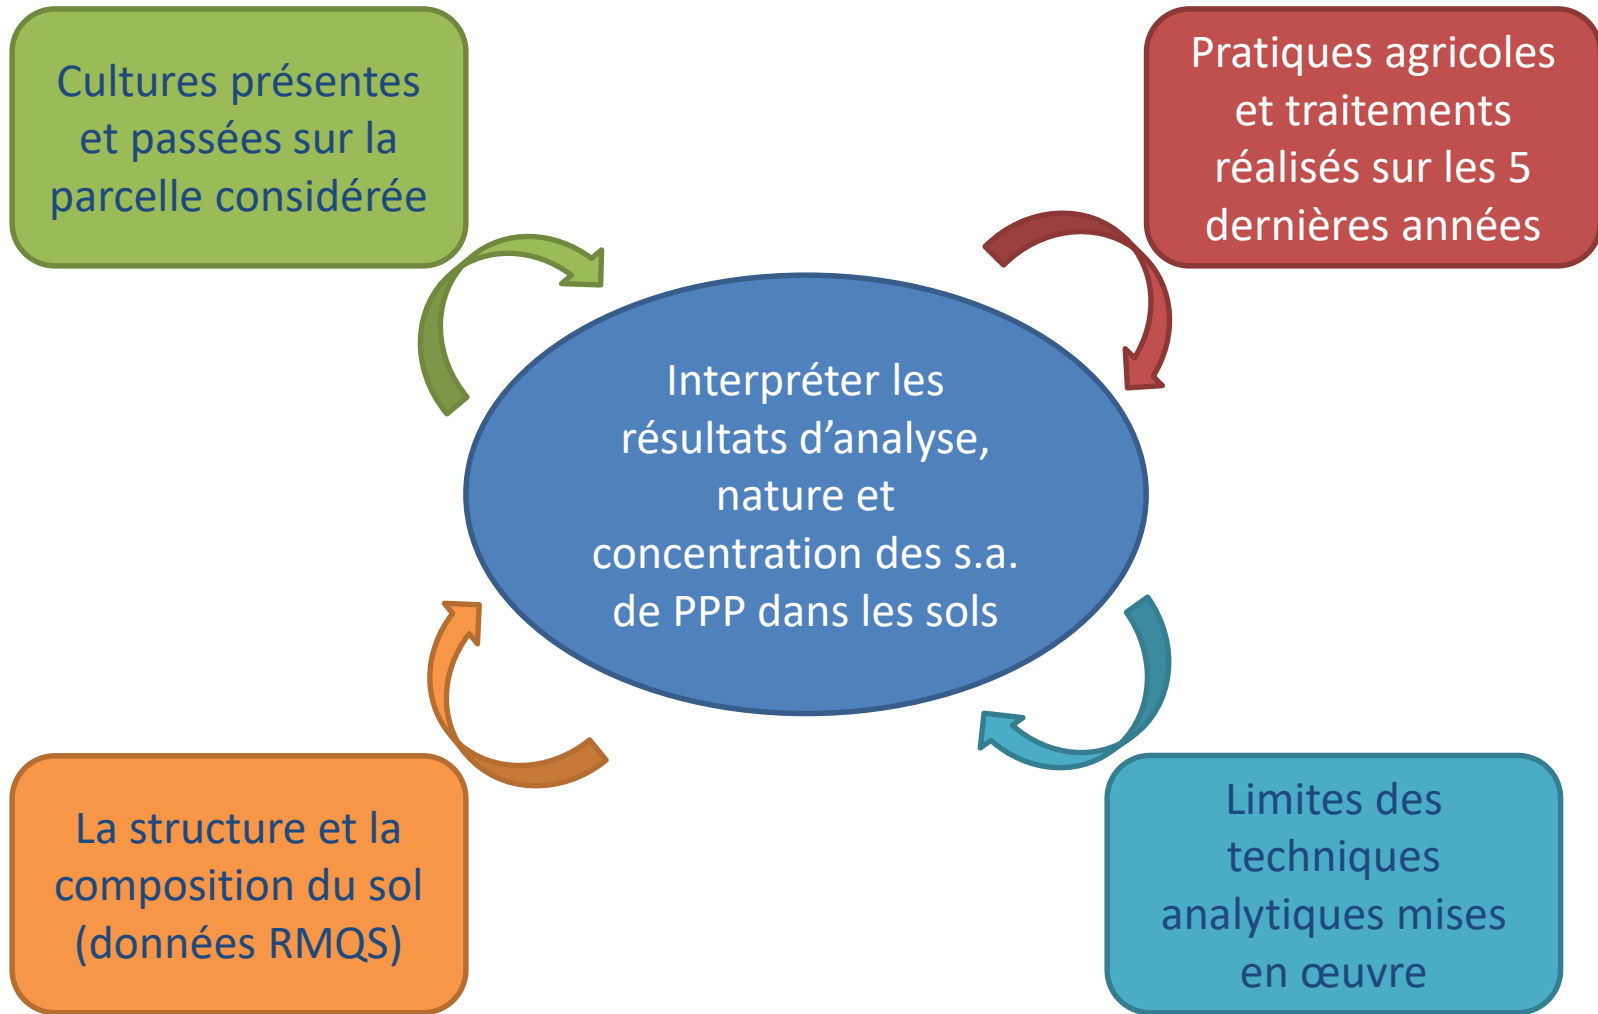 Cultures présentes
et passées sur la
parcelle considérée
Pratiques agricoles
et traitements
réalisés sur les 5
dernières années
Interpréter les
résultats d’analyse,
nature et
concentration des s.a.
de PPP dans les sols
La structure et la
composition du sol
(données RMQS)
Limites des
techniques
analytiques mises
en œuvre